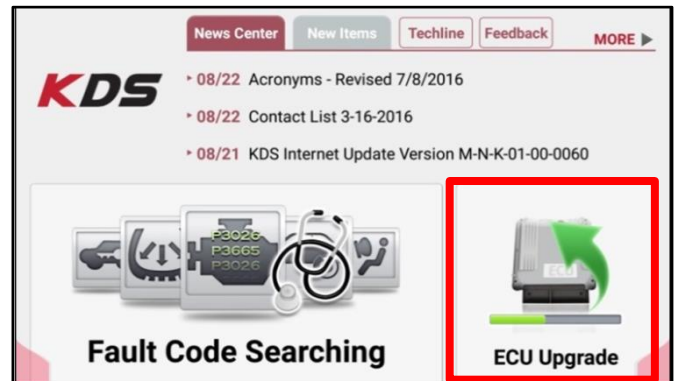 News Center New Items Techline Feedback MORE
KDS
08/22 Acronyms - Revised 7/8/2016
08/22 Contact List 3-16-2016
08/21 KDS Internet Update Version M-N-K-01-00-0060
P3026
P3665
P3026
ECU
Fault Code Searching
ECU Upgrade